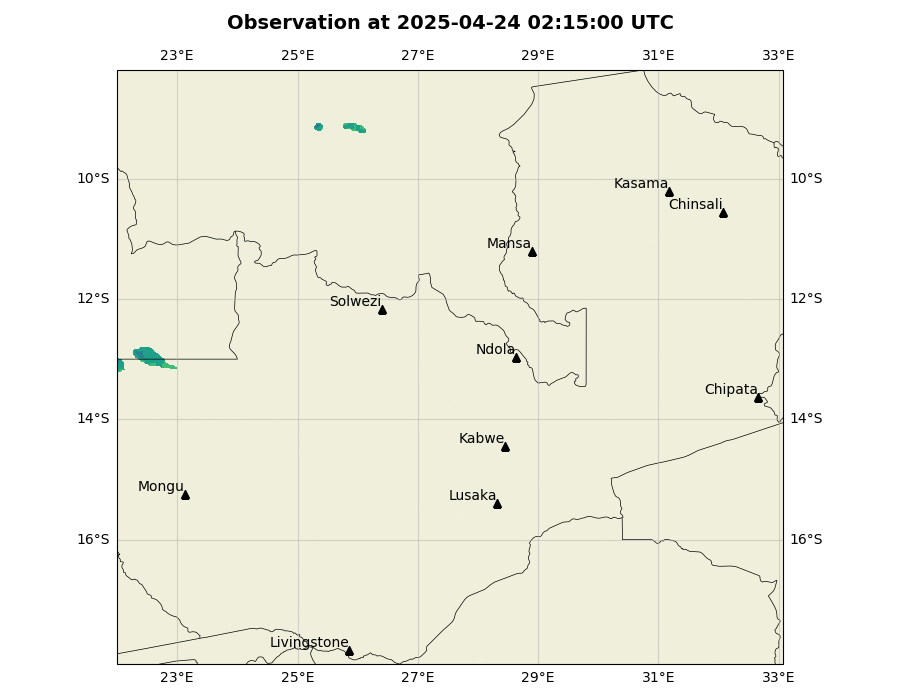 Observation at 2025-04-24 02:15:00 UTC
23°E 25°E 27°E 29°E 31°E 33°E
10°S 10°S
Kasama
Chinsali
Mansa
12°S 12°S
Solwezi
Ndola
Chipata
14°S 14°S
Kabwe
Mongu
Lusaka
16°S 16°S
Livingstone
23°E 25°E 27°E 29°E 31°E 33°E